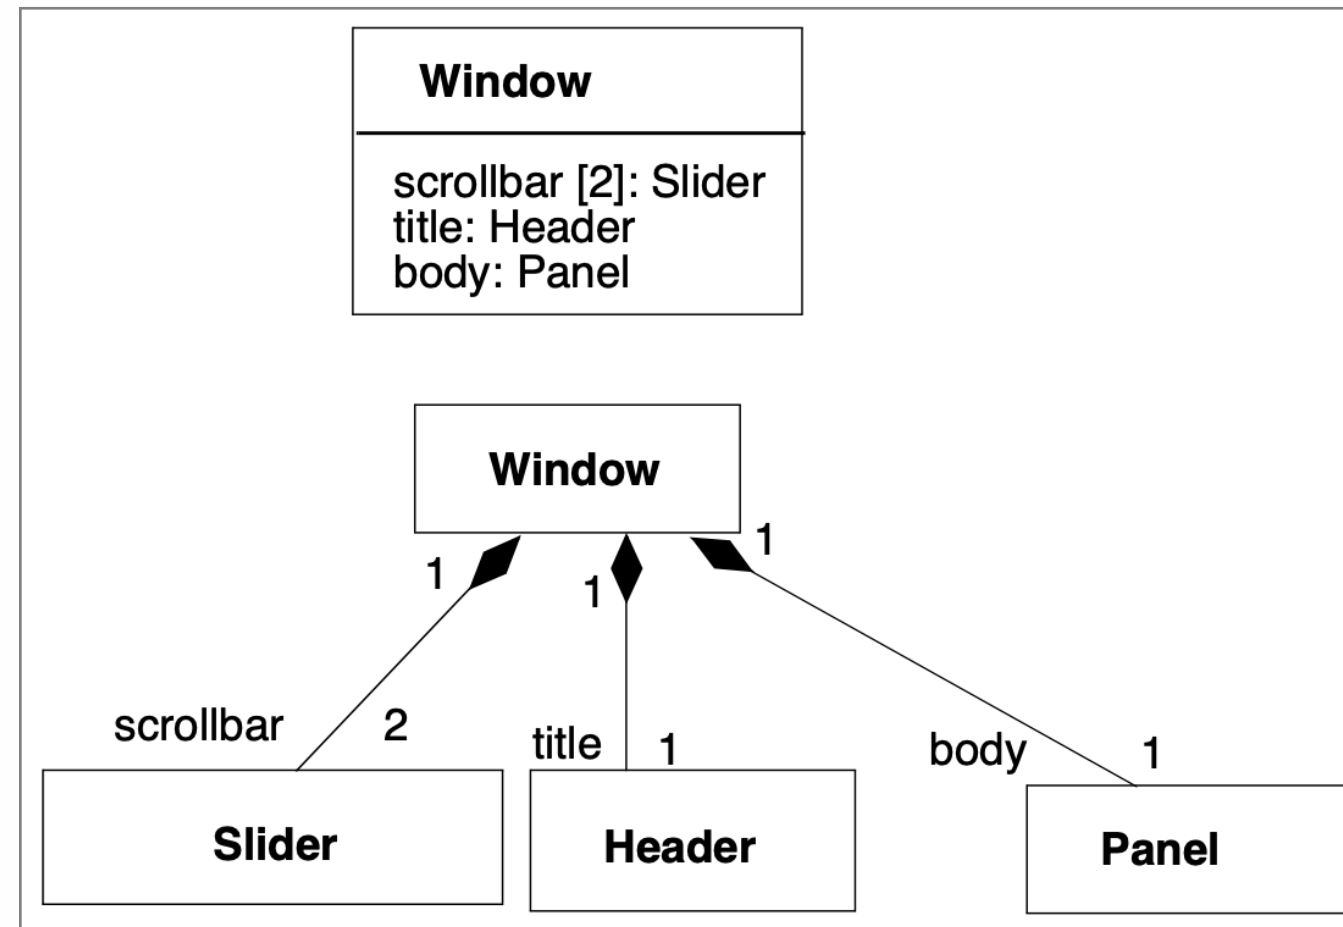 Window
scrollbar [2]: Slider
title: Header
body: Panel
Window
1
1
1
scrollbar
2
title
1
body
1
Slider
Header
Panel